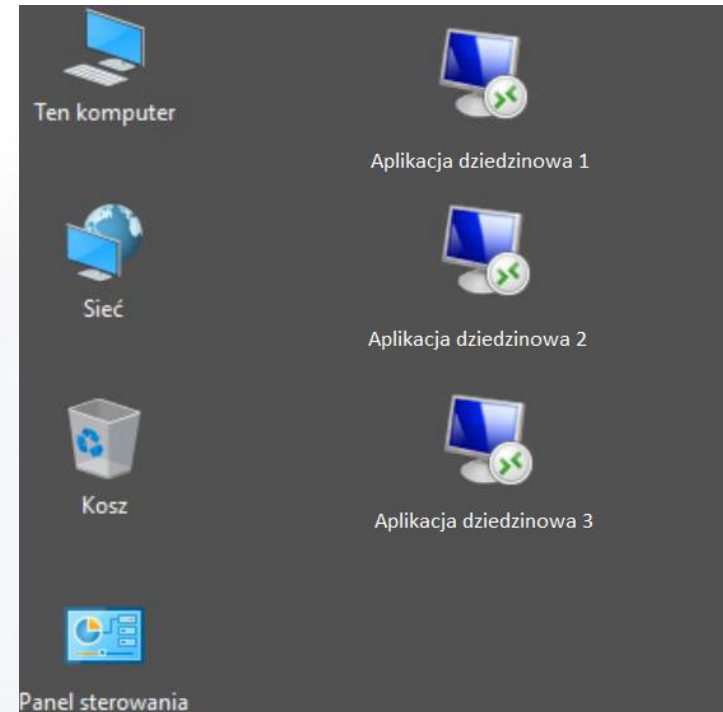 Ten komputer
Aplikacja dziedzinowa 1
Sieć
Aplikacja dziedzinowa 2
Kosz
Aplikacja dziedzinowa 3
Panel sterowania